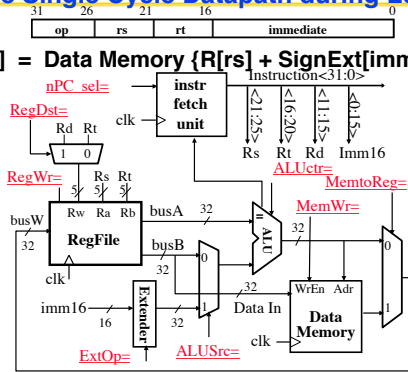 Single Cycle Datapath during
31 26 21 16 0
op rs rt immediate
] = Data Memory {R[rs] + SignExt[imm
nPC_sel=
instr
fetch
unit
clk
Instruction<31:0>
<21:25>
<16:20>
<11:15>
<0:15>
Rs Rt Rd Imm16
RegDst=
Rd Rt
1 0
RegWr=
5 5 5
Rs Rt
Rw Ra Rb
RegFile
busW
32
clk
busA
32
busB
32
ALUctr=
=
ALU
32
MemWr=
MemtoReg=
0
1
imm16
16
Extender
32
ExtOp=
0
1
ALUSrc=
32
Data In
WrEn Adr
Data
Memory
clk